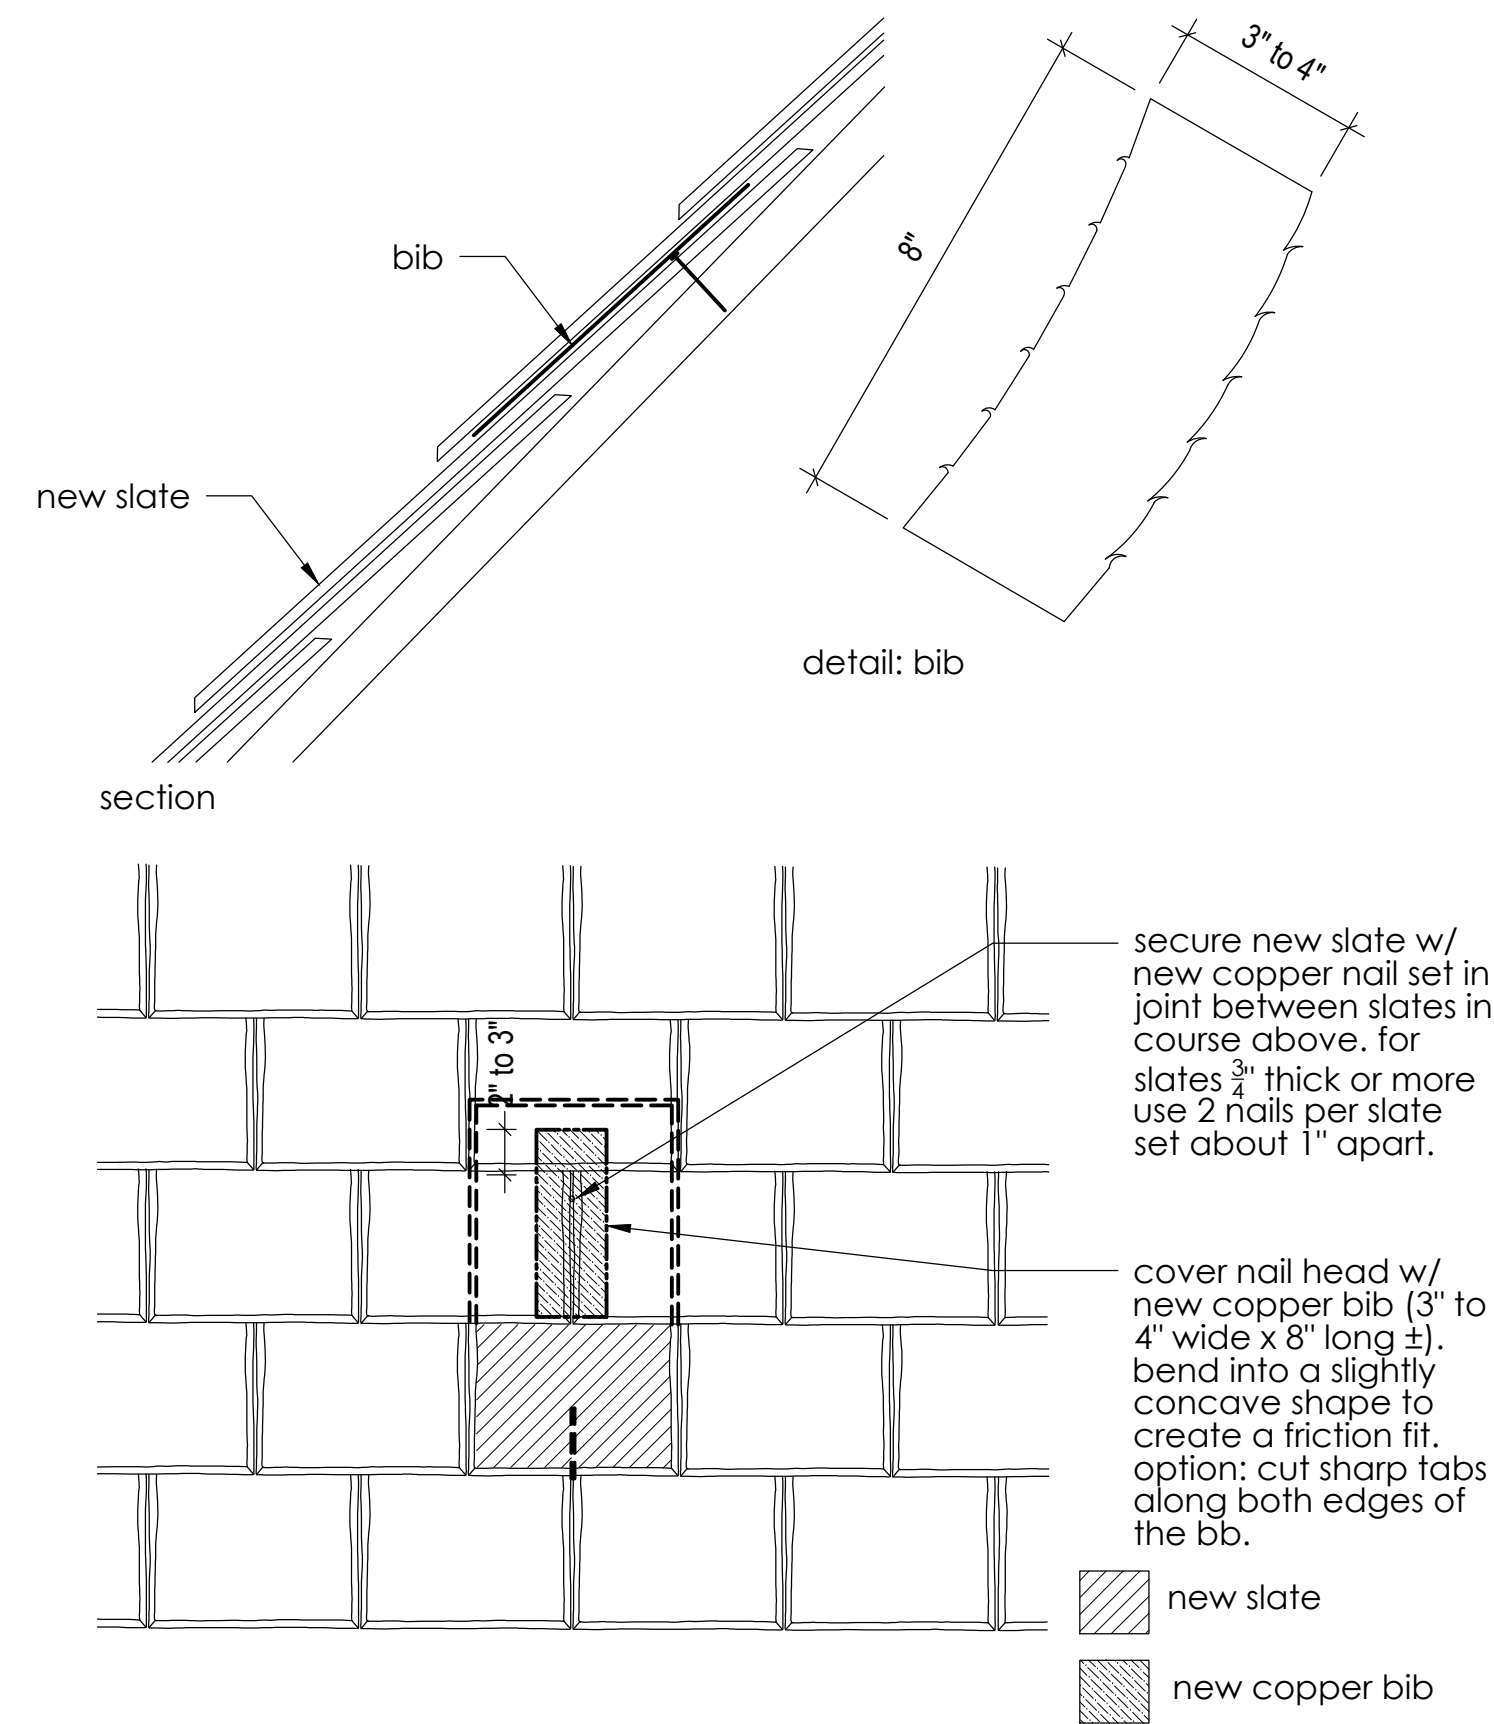 3" to 4"
8"
bib
new slate
detail: bib
section
2" to 3"
secure new slate w/
new copper nail set in
joint between slates in
course above. for
slates 3/4" thick or more
use 2 nails per slate
set about 1" apart.
cover nail head w/
new copper bib (3" to
4" wide x 8" long ±).
bend into a slightly
concave shape to
create a friction fit.
option: cut sharp tabs
along both edges of
the bb.
new slate
new copper bib